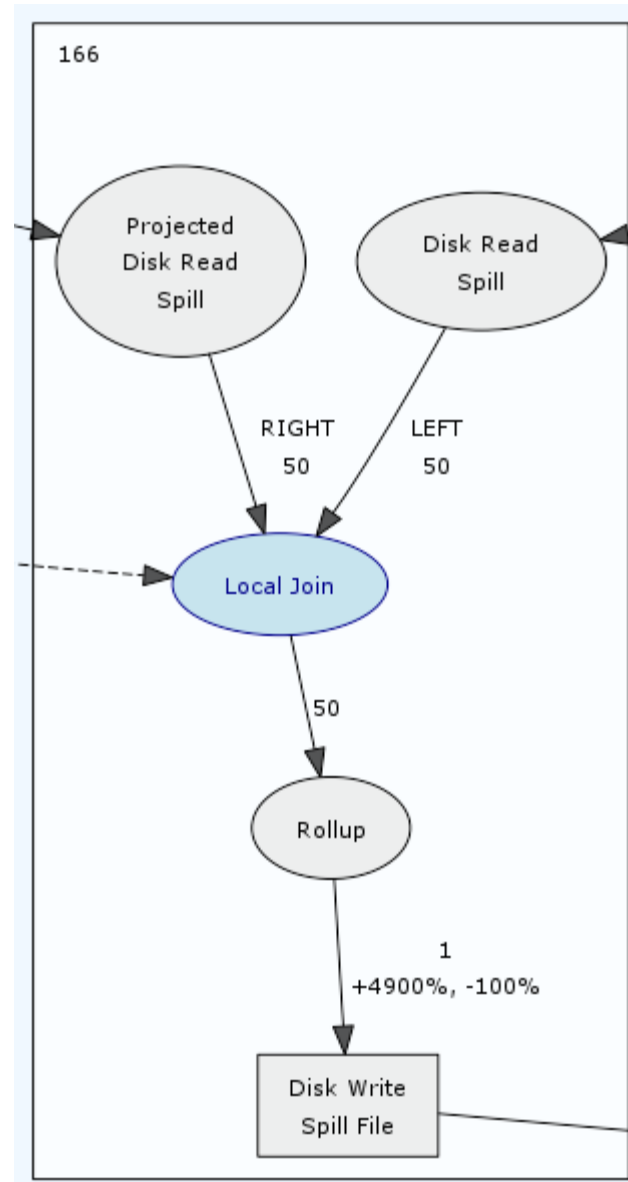 166
Projected
Disk Read
Spill
Disk Read
Spill
RIGHT
50
LEFT
50
Local Join
50
Rollup
1
+4900%, -100%
Disk Write
Spill File